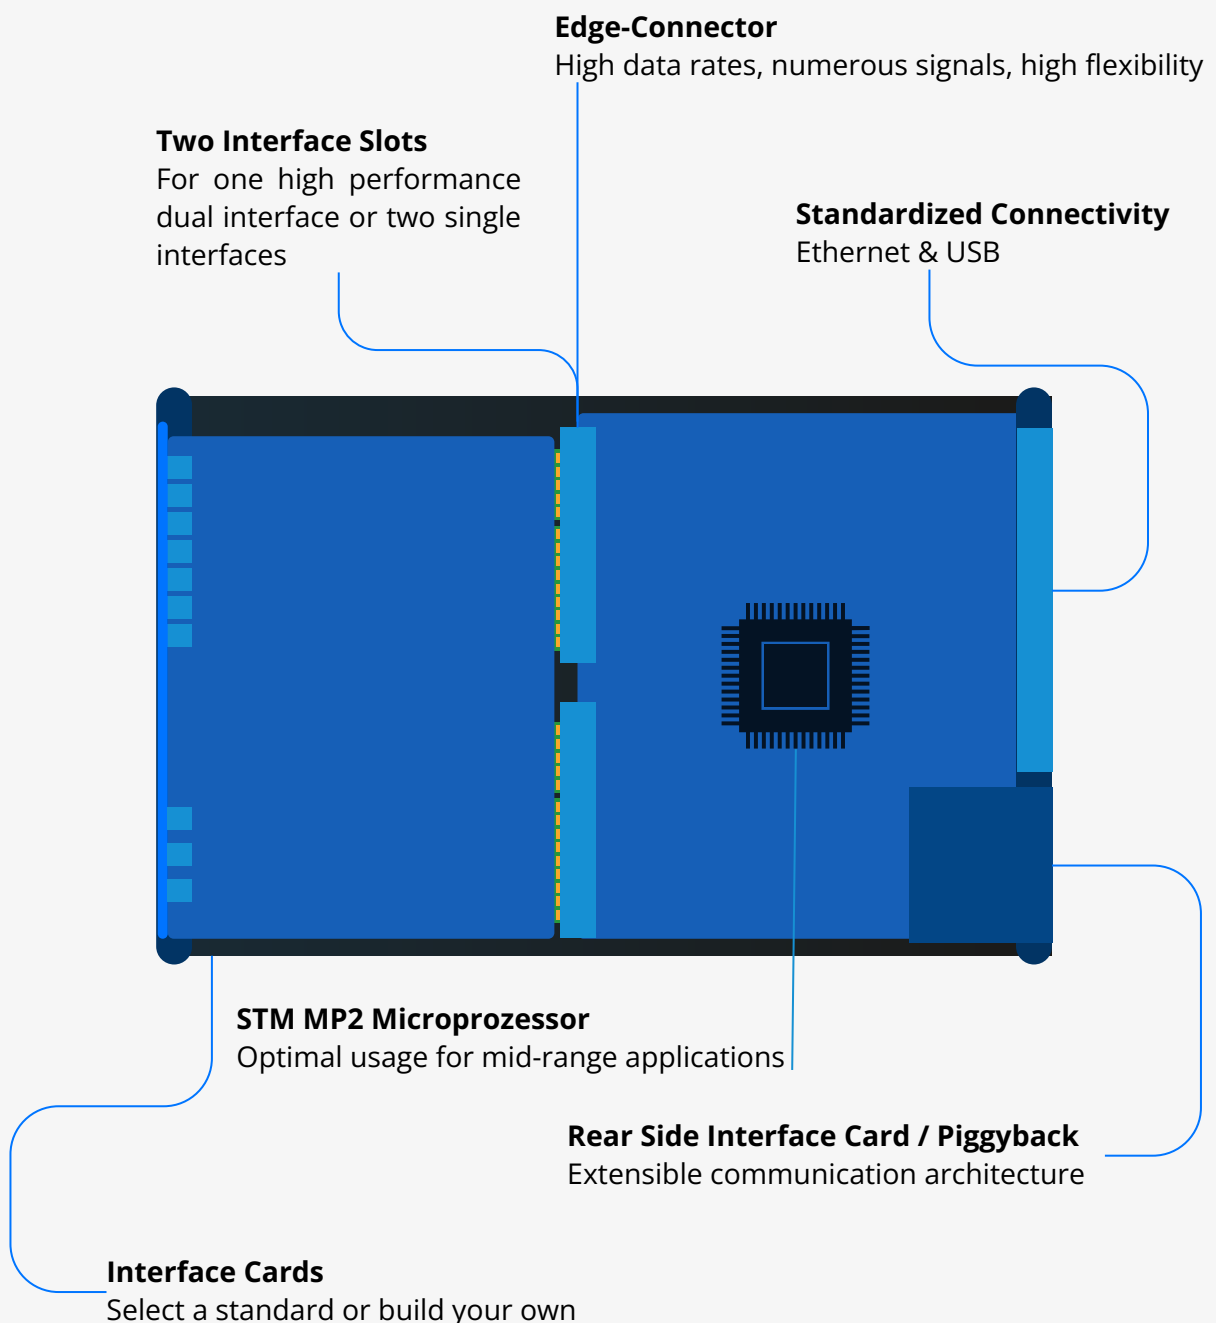 Edge-Connector
High data rates, numerous signals, high flexibility
Two Interface Slots
For one high performance
dual interface or two single
interfaces
Standardized Connectivity
Ethernet & USB
STM MP2 Microprozessor
Optimal usage for mid-range applications
Rear Side Interface Card / Piggyback
Extensible communication architecture
Interface Cards
Select a standard or build your own